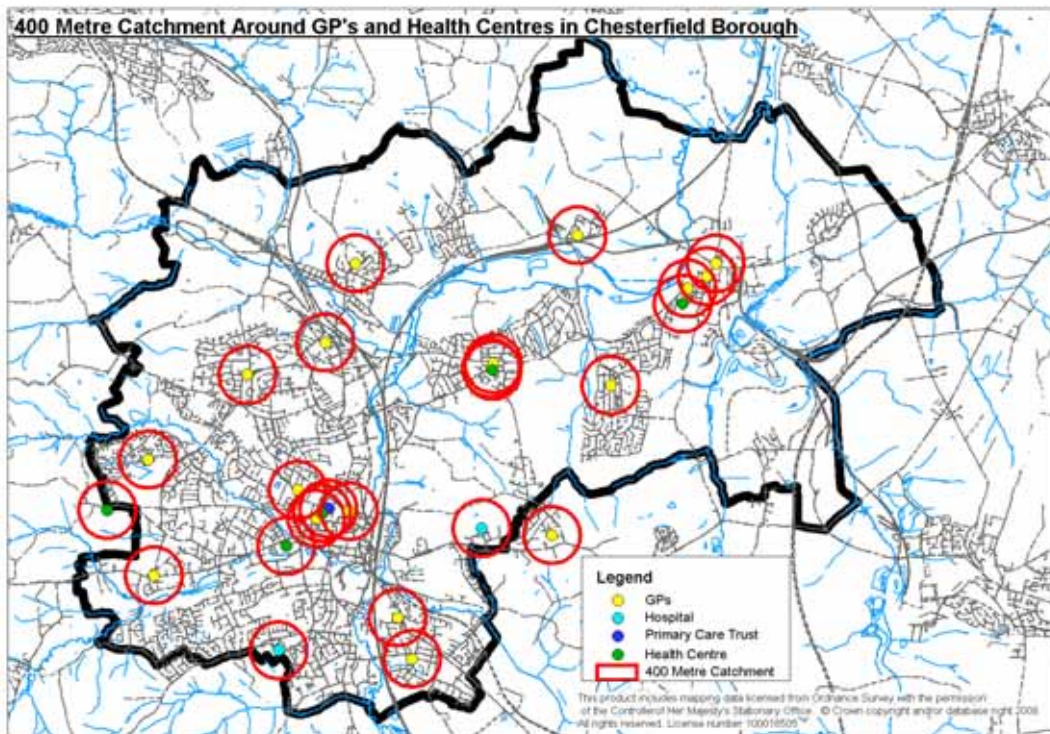 400 Metre Catchment Around GP's and Health Centres in Chesterfield Borough
Legend
GPs
Hospital
Primary Care Trust
Health Centre
400 Metre Catchment
This product includes mapping data licensed from Ordnance Survey with the permission
of the Controller of Her Majesty's Stationary Office. © Crown copyright and/or database right 2008
All rights reserved. License number 100018505